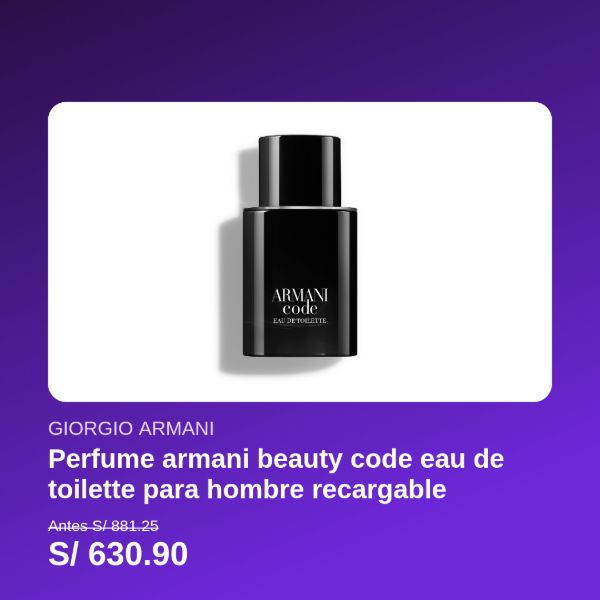 ARMANI
code
EAU DE TOILETTE
GIORGIO ARMANI
Perfume armani beauty code eau de
toilette para hombre recargable
Antes S/ 881.25
S/ 630.90